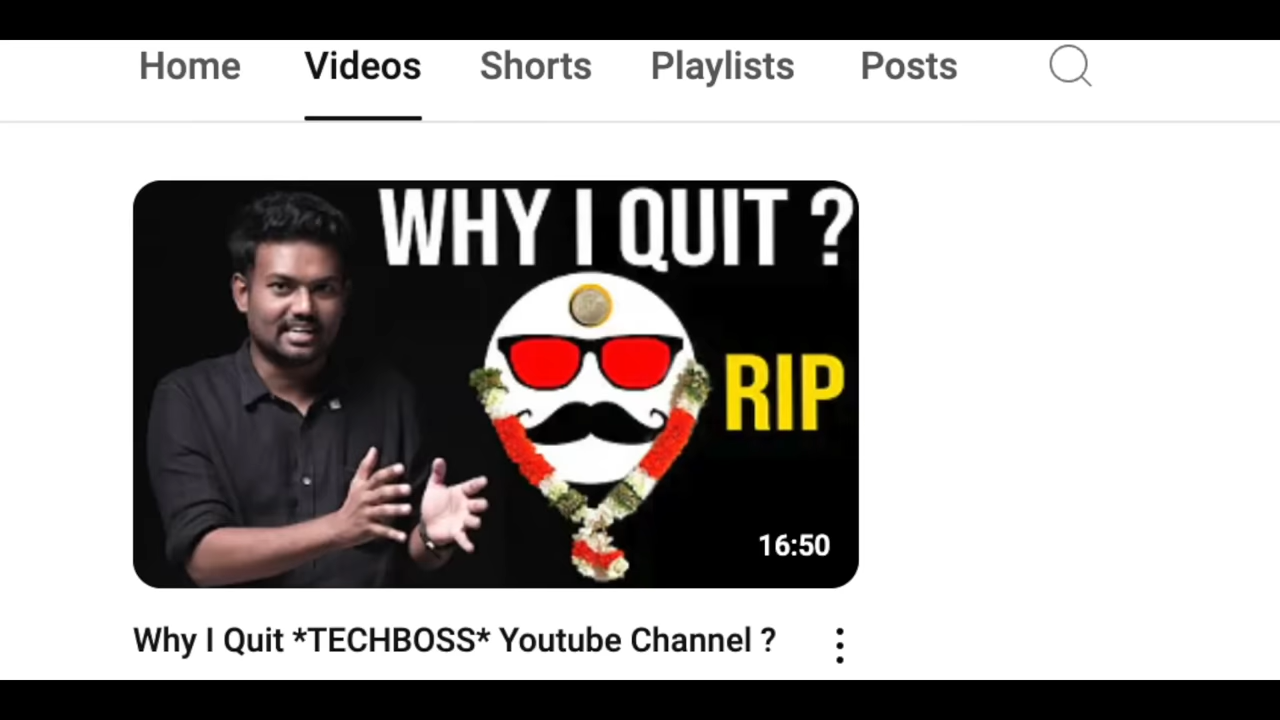 Home Videos Shorts Playlists Posts
WHY I QUIT ?
RIP
16:50
Why I Quit *TECHBOSS* Youtube Channel ?